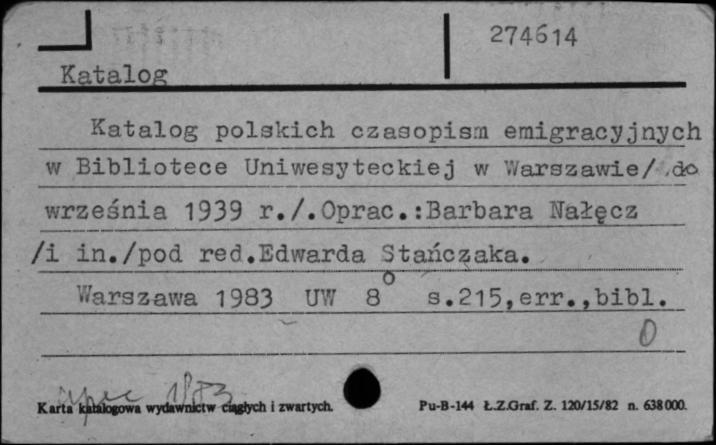 274614
Katalog
Katalog polskich czasopism emigracyjnych
w Bibliotece Uniwesyteckiej w Warszawie/ do
września 1939 r./.Oprac.:Barbara Nałęcz
/i in./pod red.Edwarda Stańczaka.
Warszawa 1983 UW 8° s.215,err.,bibl.
0
Karta katalogowa wydawnictw ciągłych i zwartych. Pu-B-144 Ł.Z.Graf. Z. 120/15/82 n. 638000.